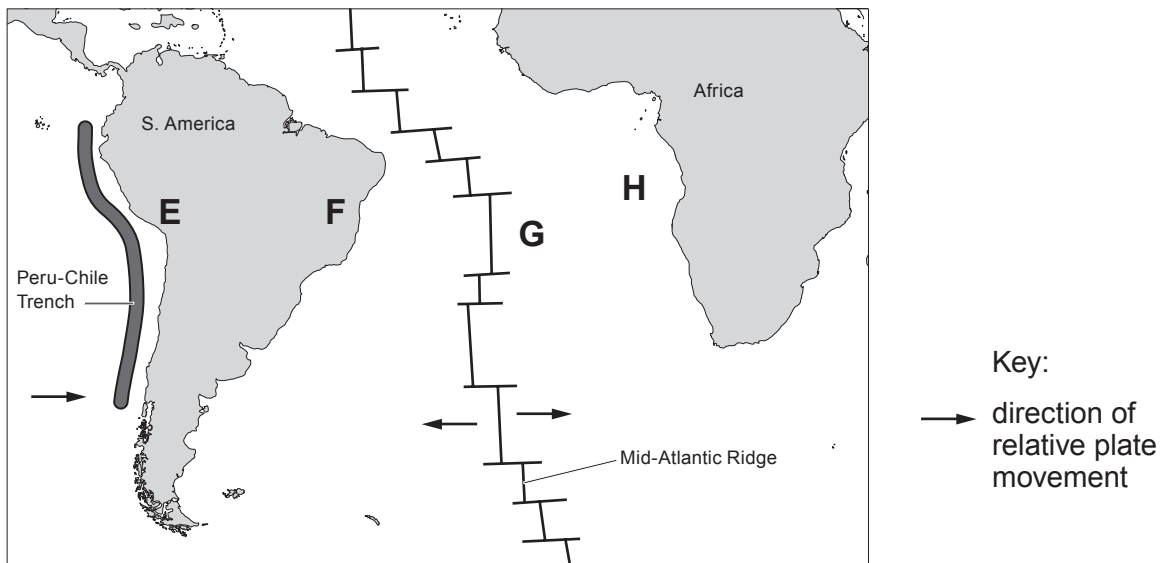 Africa
S. America
H
E
F
G
Peru-Chile
Trench
Mid-Atlantic Ridge
Key:
direction of
relative plate
movement